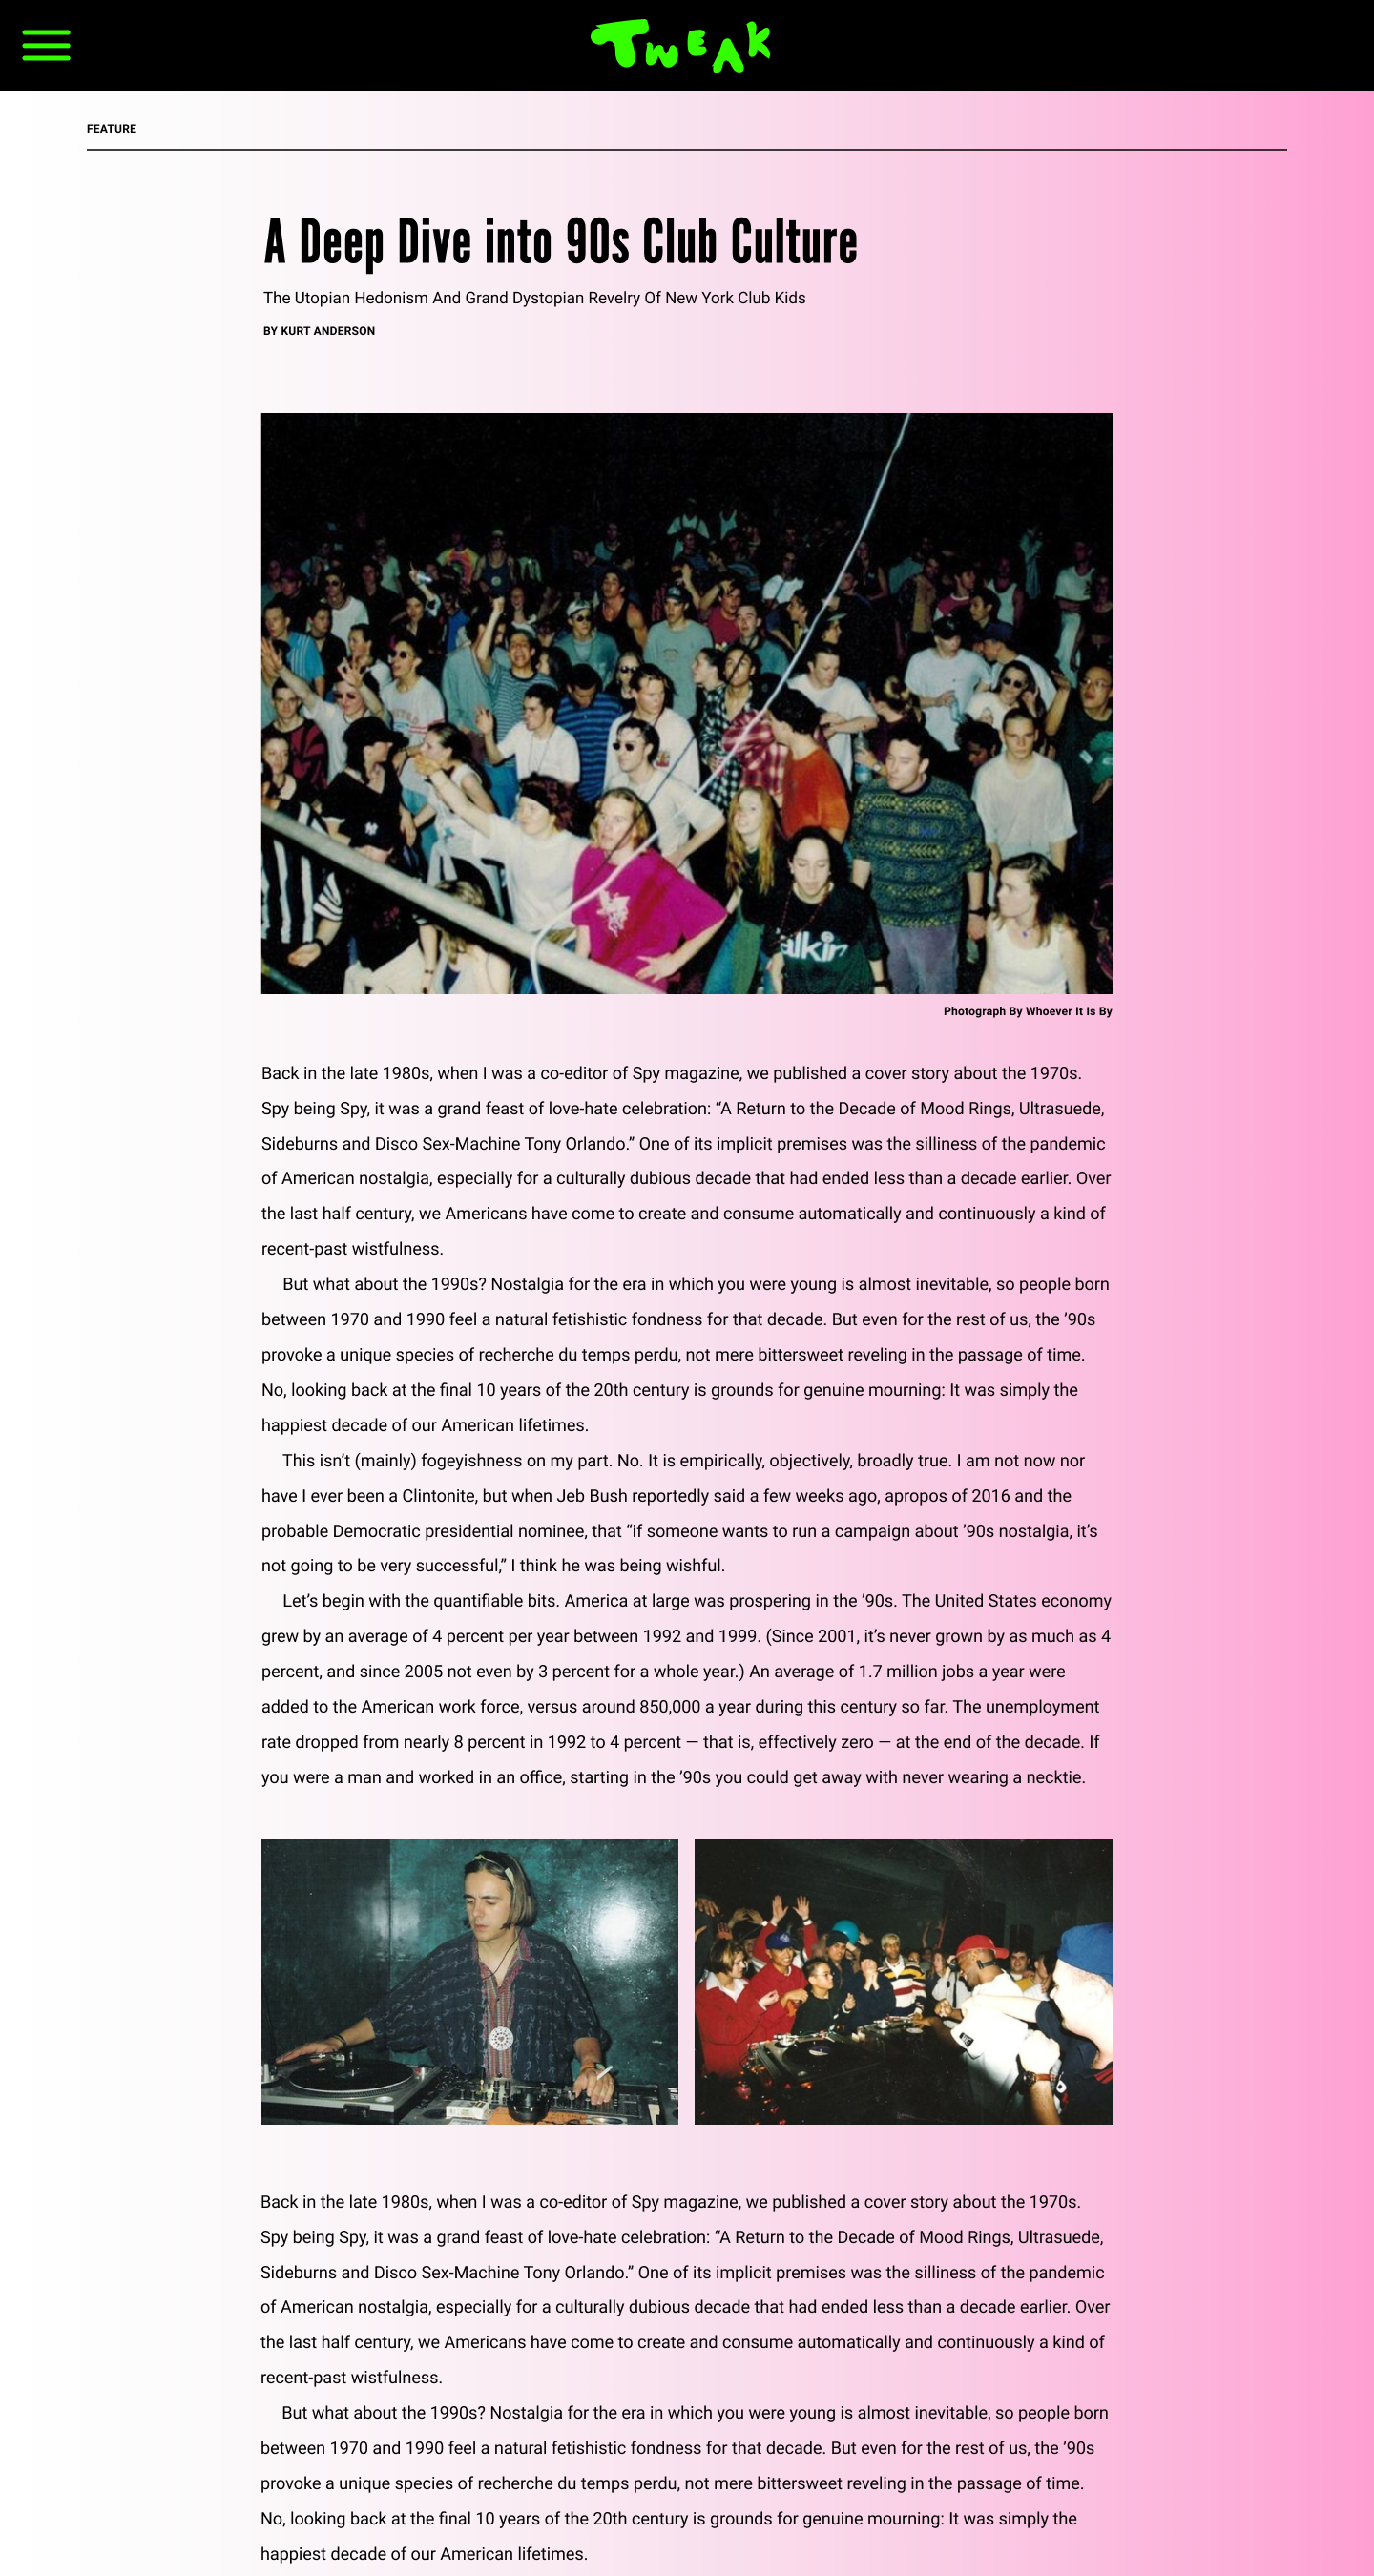 TWEAK
FEATURE
A Deep Dive into 90s Club Culture
The Utopian Hedonism And Grand Dystopian Revelry Of New York Club Kids
BY KURT ANDERSON
alkin
Photograph By Whoever It Is By
Back in the late 1980s, when I was a co-editor of Spy magazine, we published a cover story about the 1970s.
Spy being Spy, it was a grand feast of love-hate celebration: “A Return to the Decade of Mood Rings, Ultrasuede,
Sideburns and Disco Sex-Machine Tony Orlando.” One of its implicit premises was the silliness of the pandemic
of American nostalgia, especially for a culturally dubious decade that had ended less than a decade earlier. Over
the last half century, we Americans have come to create and consume automatically and continuously a kind of
recent-past wistfulness.
But what about the 1990s? Nostalgia for the era in which you were young is almost inevitable, so people born
between 1970 and 1990 feel a natural fetishistic fondness for that decade. But even for the rest of us, the ’90s
provoke a unique species of recherche du temps perdu, not mere bittersweet reveling in the passage of time.
No, looking back at the final 10 years of the 20th century is grounds for genuine mourning: It was simply the
happiest decade of our American lifetimes.
This isn’t (mainly) fogeyishness on my part. No. It is empirically, objectively, broadly true. I am not now nor
have I ever been a Clintonite, but when Jeb Bush reportedly said a few weeks ago, apropos of 2016 and the
probable Democratic presidential nominee, that “if someone wants to run a campaign about ’90s nostalgia, it’s
not going to be very successful,” I think he was being wishful.
Let’s begin with the quantifiable bits. America at large was prospering in the ’90s. The United States economy
grew by an average of 4 percent per year between 1992 and 1999. (Since 2001, it’s never grown by as much as 4
percent, and since 2005 not even by 3 percent for a whole year.) An average of 1.7 million jobs a year were
added to the American work force, versus around 850,000 a year during this century so far. The unemployment
rate dropped from nearly 8 percent in 1992 to 4 percent — that is, effectively zero — at the end of the decade. If
you were a man and worked in an office, starting in the ’90s you could get away with never wearing a necktie.
Back in the late 1980s, when I was a co-editor of Spy magazine, we published a cover story about the 1970s.
Spy being Spy, it was a grand feast of love-hate celebration: “A Return to the Decade of Mood Rings, Ultrasuede,
Sideburns and Disco Sex-Machine Tony Orlando.” One of its implicit premises was the silliness of the pandemic
of American nostalgia, especially for a culturally dubious decade that had ended less than a decade earlier. Over
the last half century, we Americans have come to create and consume automatically and continuously a kind of
recent-past wistfulness.
But what about the 1990s? Nostalgia for the era in which you were young is almost inevitable, so people born
between 1970 and 1990 feel a natural fetishistic fondness for that decade. But even for the rest of us, the ’90s
provoke a unique species of recherche du temps perdu, not mere bittersweet reveling in the passage of time.
No, looking back at the final 10 years of the 20th century is grounds for genuine mourning: It was simply the
happiest decade of our American lifetimes.